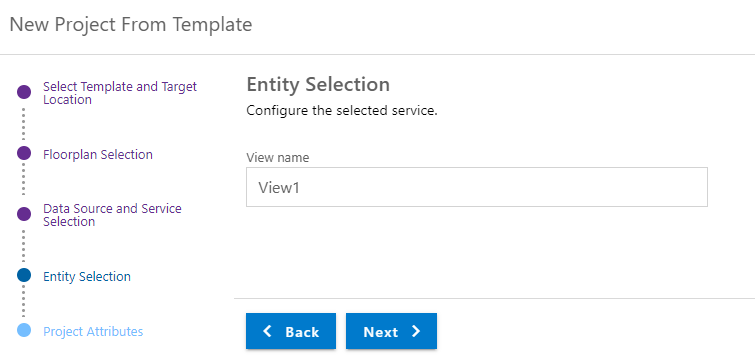 New Project From Template
Select Template and Target
Location
Floorplan Selection
Data Source and Service
Selection
Entity Selection
Project Attributes
Entity Selection
Configure the selected service.
View name
View1
Back
Next